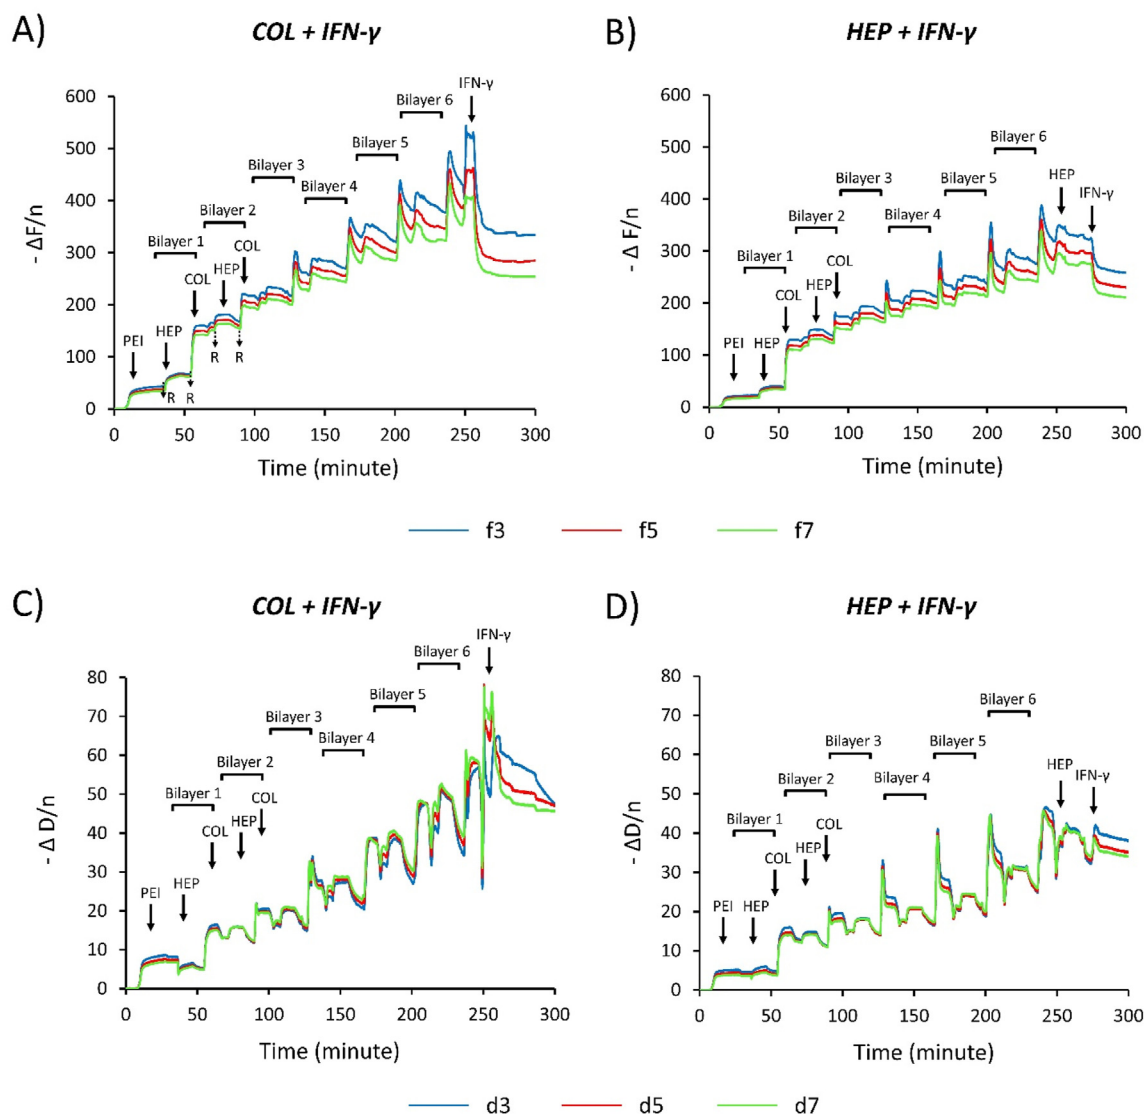 A)
COL + IFN-γ
- ΔF/n
600
500
400
300
200
100
0
0 50 100 150 200 250 300
Time (minute)
PEI
HEP
COL
HEP
COL
R
R
R
R
Bilayer 1
Bilayer 2
Bilayer 3
Bilayer 4
Bilayer 5
Bilayer 6
IFN-γ
B)
HEP + IFN-γ
- Δ F/n
600
500
400
300
200
100
0
0 50 100 150 200 250 300
Time (minute)
PEI
HEP
COL
HEP
COL
Bilayer 1
Bilayer 2
Bilayer 3
Bilayer 4
Bilayer 5
Bilayer 6
HEP
IFN-γ
f3 f5 f7
C)
COL + IFN-γ
- Δ D/n
80
70
60
50
40
30
20
10
0
0 50 100 150 200 250 300
Time (minute)
PEI
HEP
COL
HEP
COL
Bilayer 1
Bilayer 2
Bilayer 3
Bilayer 4
Bilayer 5
Bilayer 6
IFN-γ
D)
HEP + IFN-γ
- ΔD/n
80
70
60
50
40
30
20
10
0
0 50 100 150 200 250 300
Time (minute)
PEI
HEP
COL
HEP
COL
Bilayer 1
Bilayer 2
Bilayer 3
Bilayer 4
Bilayer 5
Bilayer 6
HEP
IFN-γ
d3 d5 d7